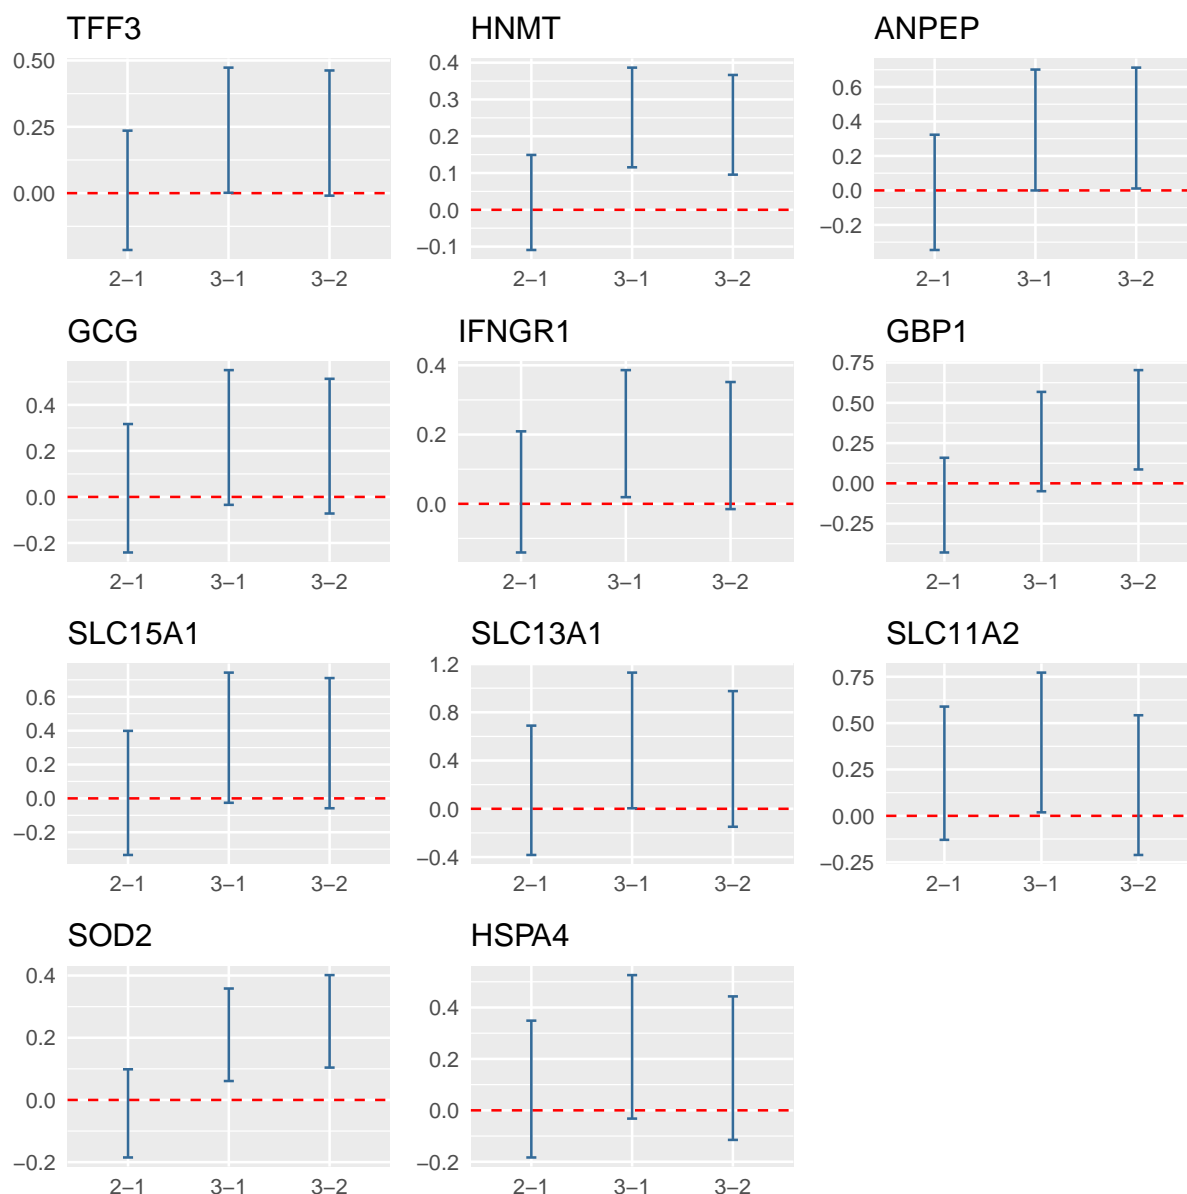 TFF3
0.50
0.25
0.00
2–1 3–1 3–2
HNMT
0.4
0.3
0.2
0.1
0.0
−0.1
2–1 3–1 3–2
ANPEP
0.6
0.4
0.2
0.0
−0.2
2–1 3–1 3–2
GCG
0.4
0.2
0.0
−0.2
2–1 3–1 3–2
IFNGR1
0.4
0.2
0.0
2–1 3–1 3–2
GBP1
0.75
0.50
0.25
0.00
−0.25
2–1 3–1 3–2
SLC15A1
0.6
0.4
0.2
0.0
−0.2
2–1 3–1 3–2
SLC13A1
1.2
0.8
0.4
0.0
−0.4
2–1 3–1 3–2
SLC11A2
0.75
0.50
0.25
0.00
−0.25
2–1 3–1 3–2
SOD2
0.4
0.2
0.0
−0.2
2–1 3–1 3–2
HSPA4
0.4
0.2
0.0
−0.2
2–1 3–1 3–2